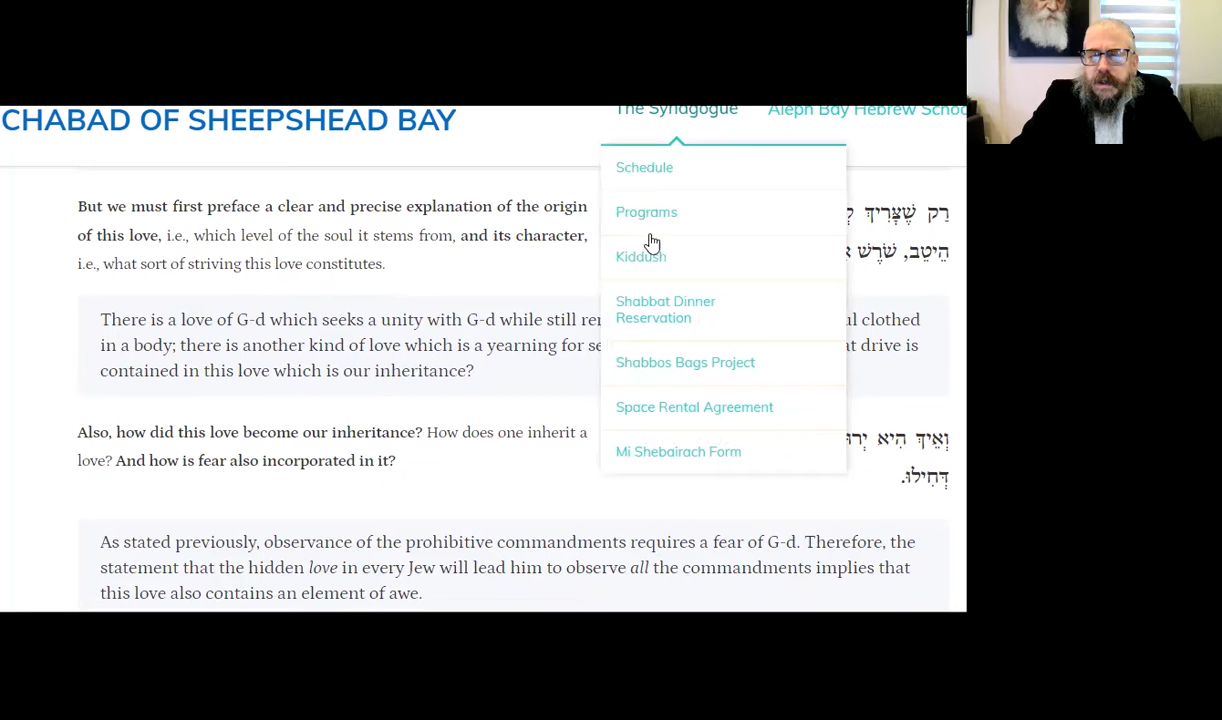 CHABAD OF SHEEPSHEAD BAY
The Synagogue
Aleph Bay Hebrew Schoo
Schedule
Programs
Kiddush
Shabbat Dinner
Reservation
Shabbos Bags Project
Space Rental Agreement
Mi Shebairach Form
But we must first preface a clear and precise explanation of the origin
of this love, i.e., which level of the soul it stems from, and its character,
i.e., what sort of striving this love constitutes.
רַק שֶׁצָּרִיךְ
הֵיטֵב, שֹׁרֶשׁ
There is a love of G-d which seeks a unity with G-d while still clothed
in a body; there is another kind of love which is a yearning for drive is
contained in this love which is our inheritance?
Also, how did this love become our inheritance? How does one inherit a
love? And how is fear also incorporated in it?
וְאֵיךְ הִיא
דְּחִילוּ.
As stated previously, observance of the prohibitive commandments requires a fear of G-d. Therefore, the
statement that the hidden love in every Jew will lead him to observe all the commandments implies that
this love also contains an element of awe.